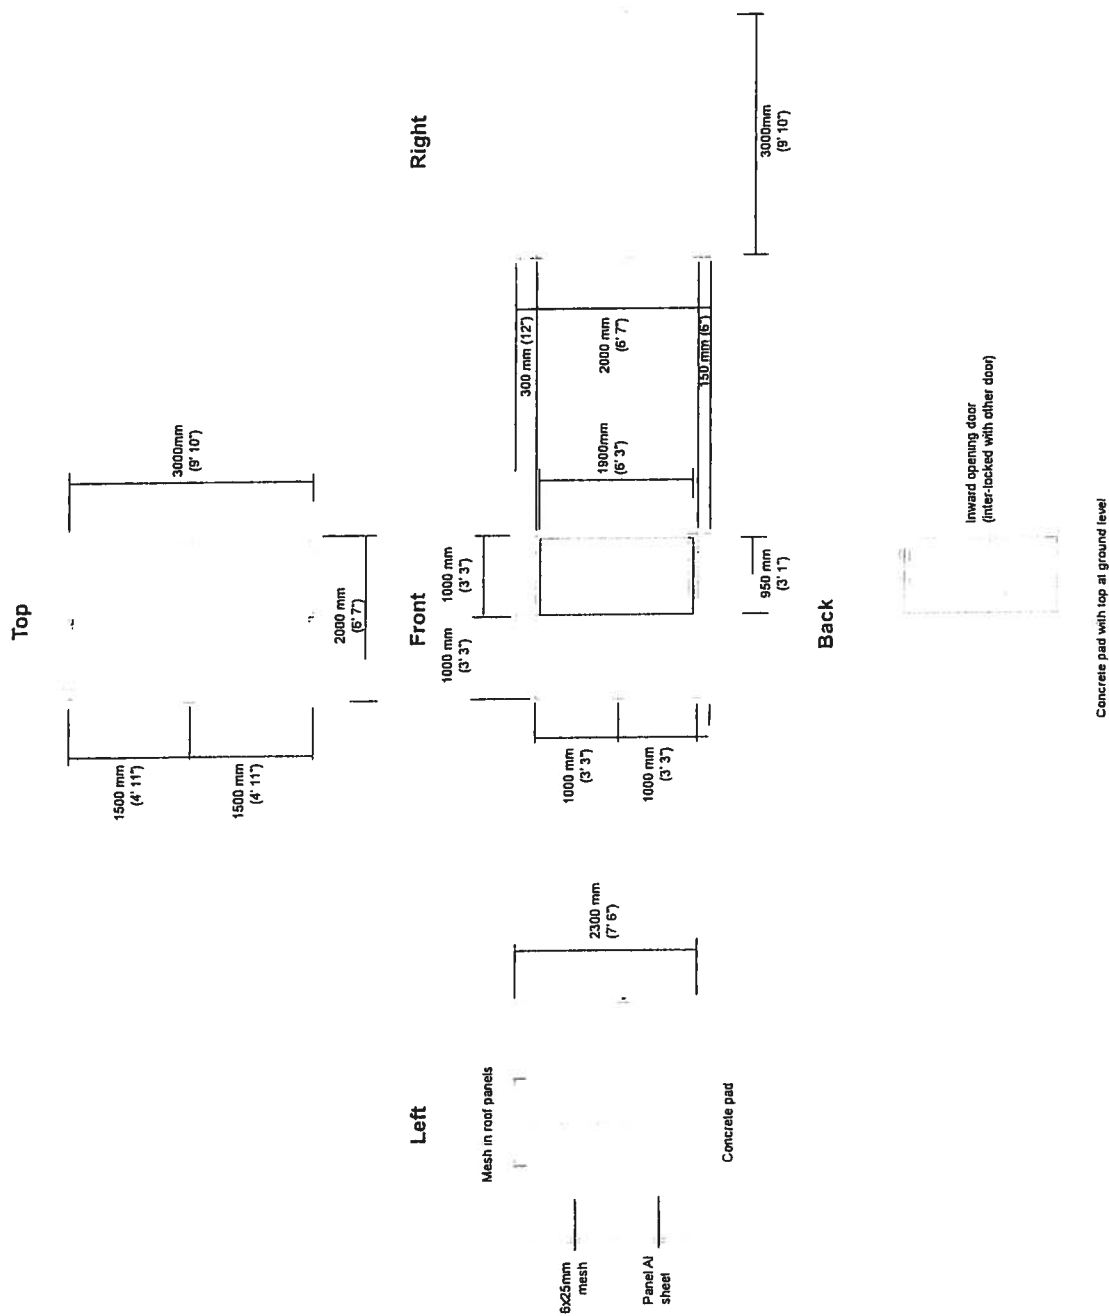 Top
3000mm
(9' 10")
1500 mm
(4' 11")
1500 mm
(4' 11")
2000 mm
(6' 7")
Left
Mesh in roof panels
6x25mm
mesh
Panel Al
sheet
Concrete pad
2300 mm
(7' 6")
Front
1000 mm
(3' 3")
1000 mm
(3' 3")
1000 mm
(3' 3")
1000 mm
(3' 3")
1900mm
(6' 3")
950 mm
(3' 1")
300 mm (12")
2000 mm
(6' 7")
150 mm (6")
Right
3000mm
(9' 10")
Back
Inward opening door
(inter-locked with other door)
Concrete pad with top at ground level